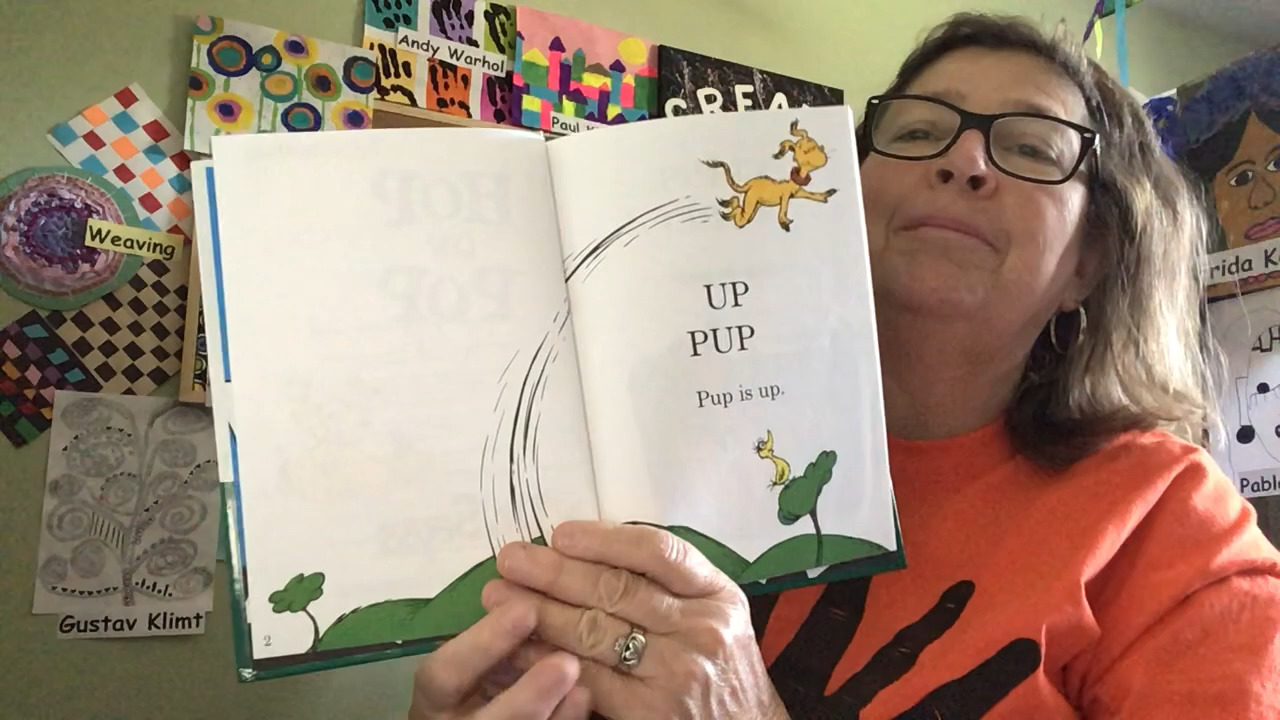 Andy Warhol
Paul
CREA
Weaving
UP
PUP
Pup is up.
2
Gustav Klimt
rida K
Pabl